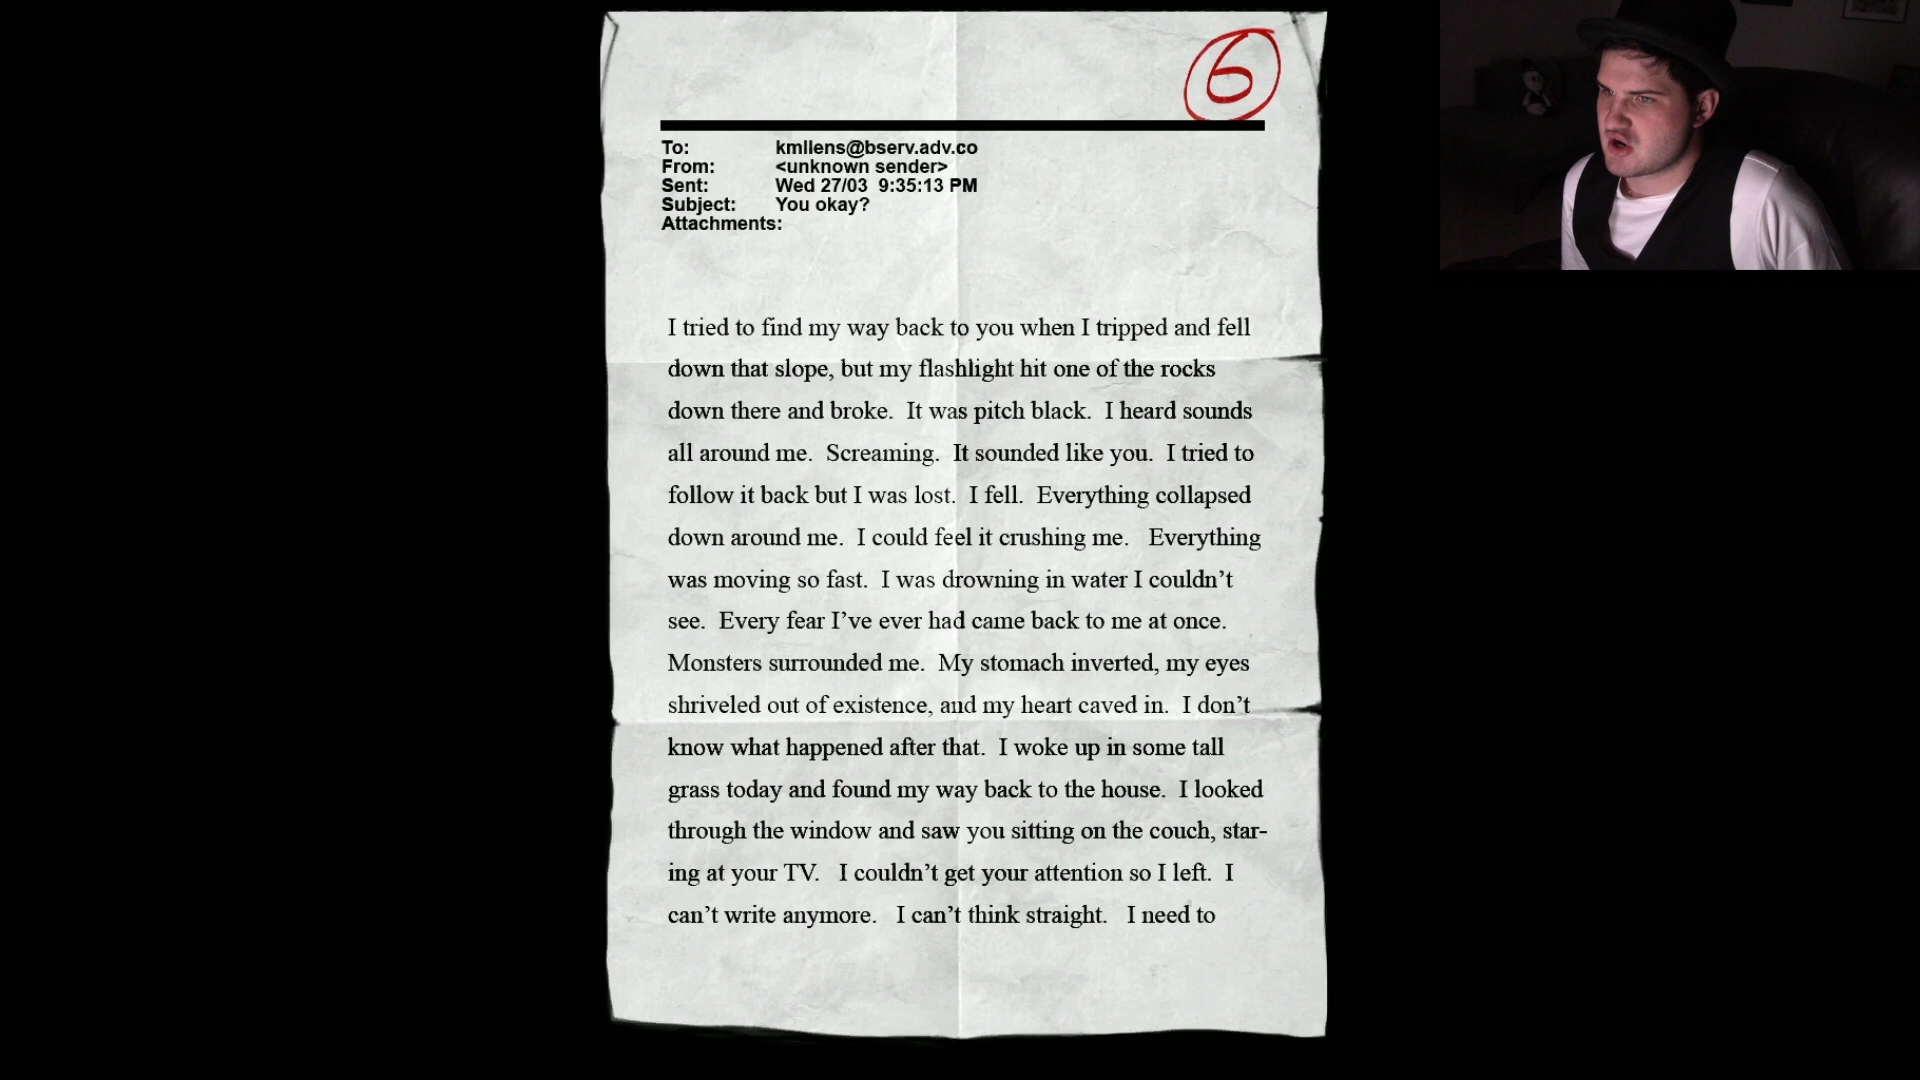 6
To: kmllens@bserv.adv.co
From: <unknown sender>
Sent: Wed 27/03 9:35:13 PM
Subject: You okay?
Attachments:
I tried to find my way back to you when I tripped and fell
down that slope, but my flashlight hit one of the rocks
down there and broke. It was pitch black. I heard sounds
all around me. Screaming. It sounded like you. I tried to
follow it back but I was lost. I fell. Everything collapsed
down around me. I could feel it crushing me. Everything
was moving so fast. I was drowning in water I couldn’t
see. Every fear I’ve ever had came back to me at once.
Monsters surrounded me. My stomach inverted, my eyes
shriveled out of existence, and my heart caved in. I don’t
know what happened after that. I woke up in some tall
grass today and found my way back to the house. I looked
through the window and saw you sitting on the couch, star-
ing at your TV. I couldn’t get your attention so I left. I
can’t write anymore. I can’t think straight. I need to